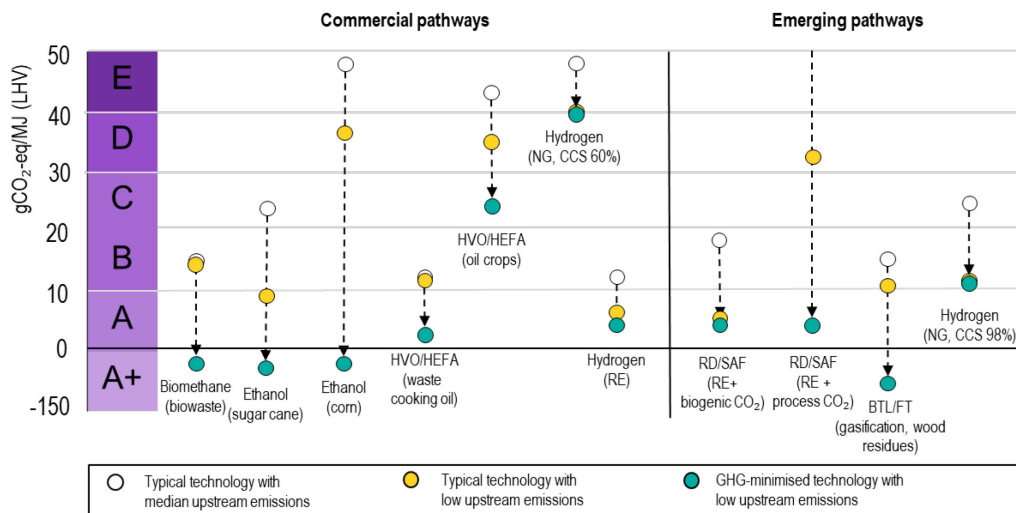 Commercial pathways
Emerging pathways
gCO₂-eq/MJ (LHV)
50
40
30
20
10
0
-150
E
D
C
B
A
A+
Biomethane
(biowaste)
Ethanol
(sugar cane)
Ethanol
(corn)
HVO/HEFA
(waste
cooking oil)
HVO/HEFA
(oil crops)
Hydrogen
(NG, CCS 60%)
Hydrogen
(RE)
RD/SAF
(RE+
biogenic CO₂)
RD/SAF
(RE +
process CO₂)
BTL/FT
(gasification, wood
residues)
Hydrogen
(NG, CCS 98%)
Typical technology with
median upstream emissions
Typical technology with
low upstream emissions
GHG-minimised technology with
low upstream emissions